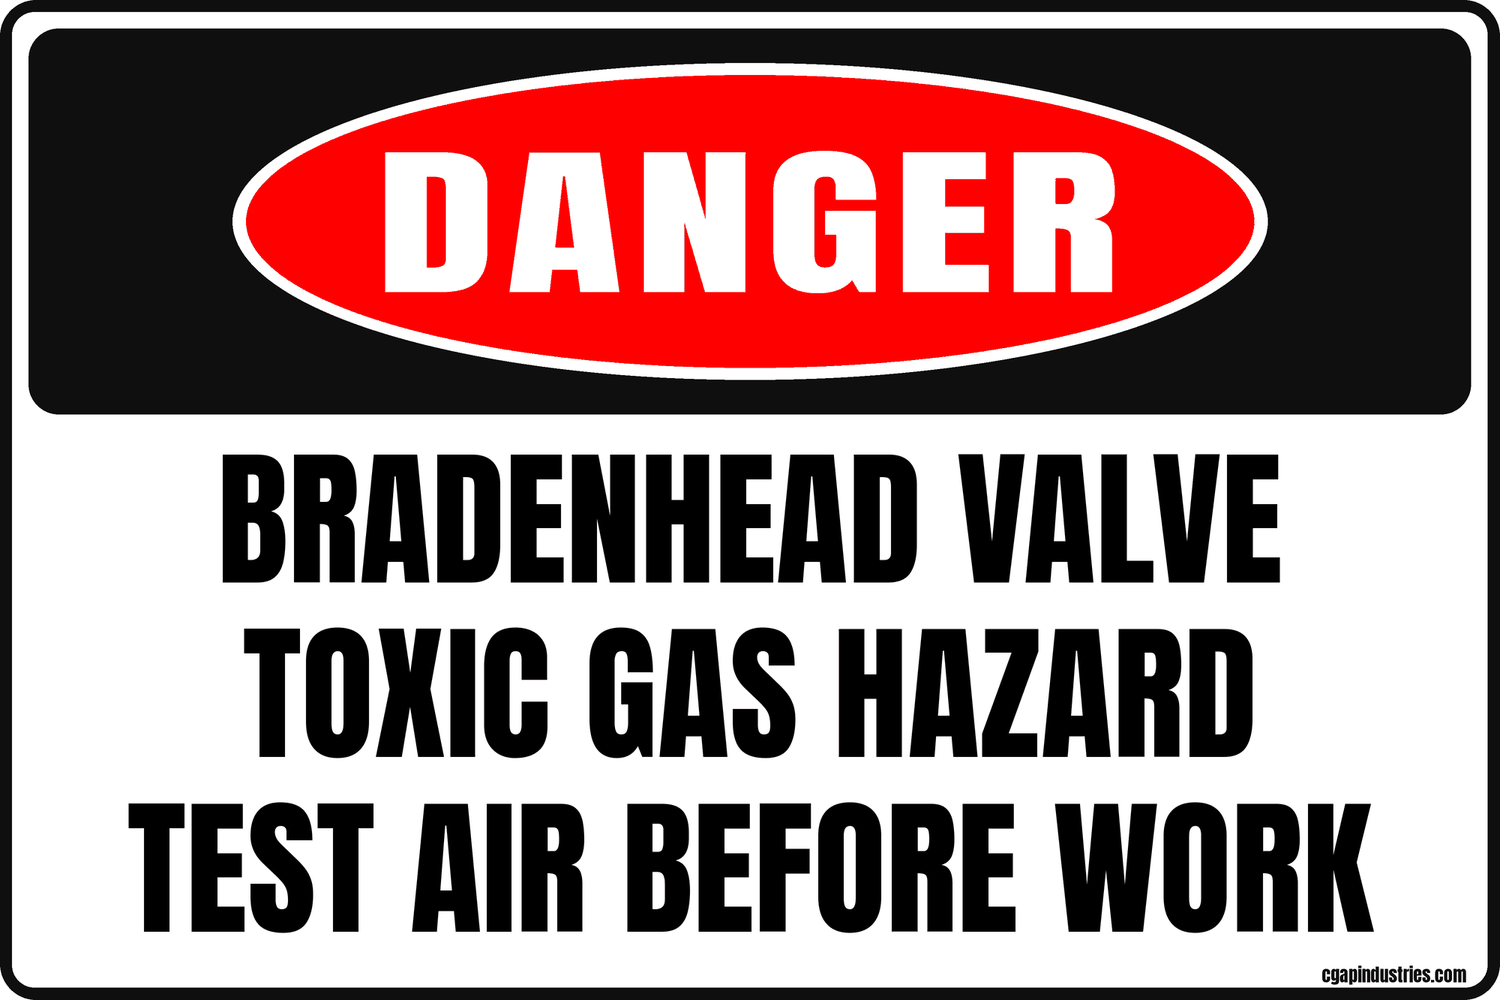 DANGER
BRADENHEAD VALVE
TOXIC GAS HAZARD
TEST AIR BEFORE WORK
cgapindustries.com